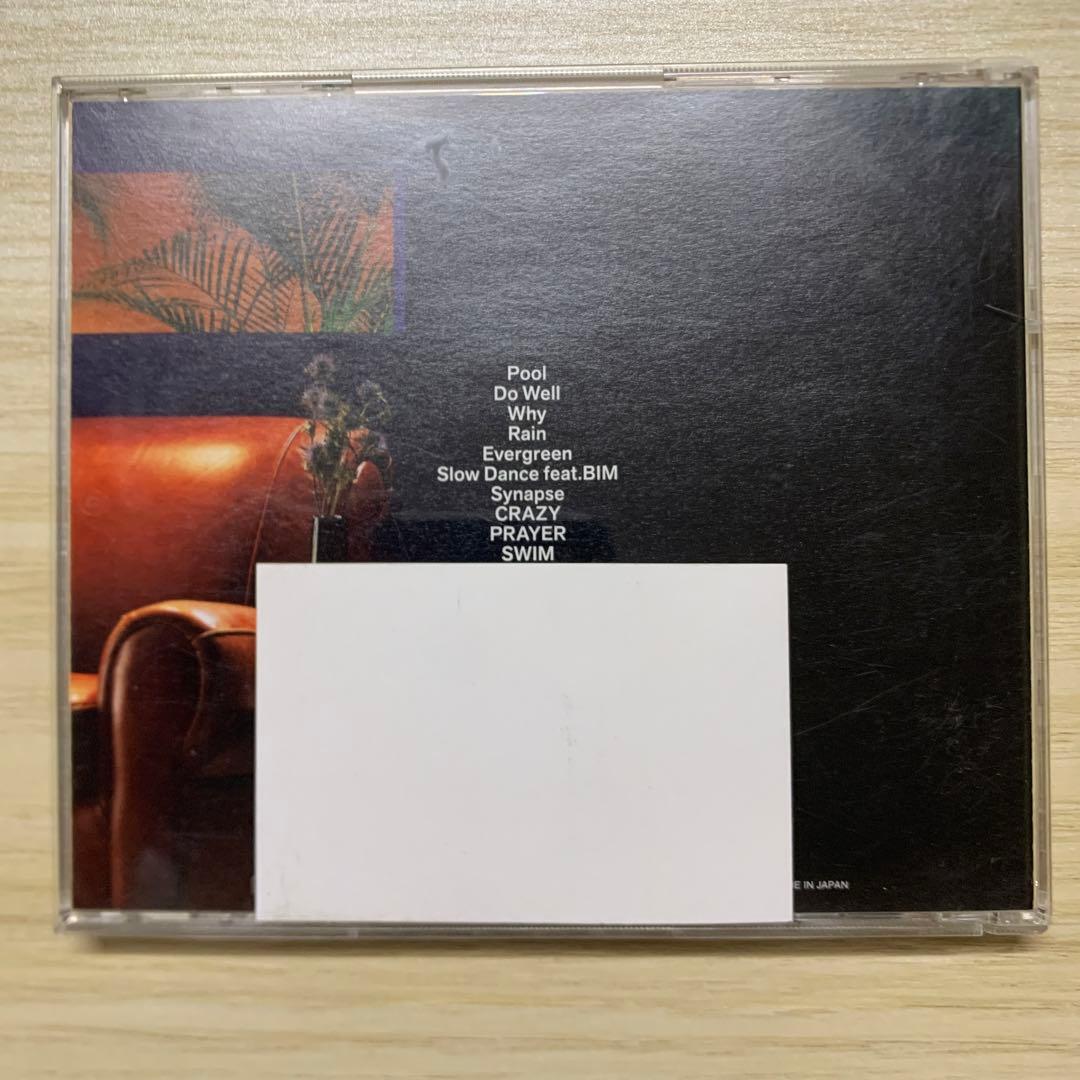 Pool
Do Well
Why
Rain
Evergreen
Slow Dance feat.BIM
Synapse
CRAZY
PRAYER
SWIM
E IN JAPAN